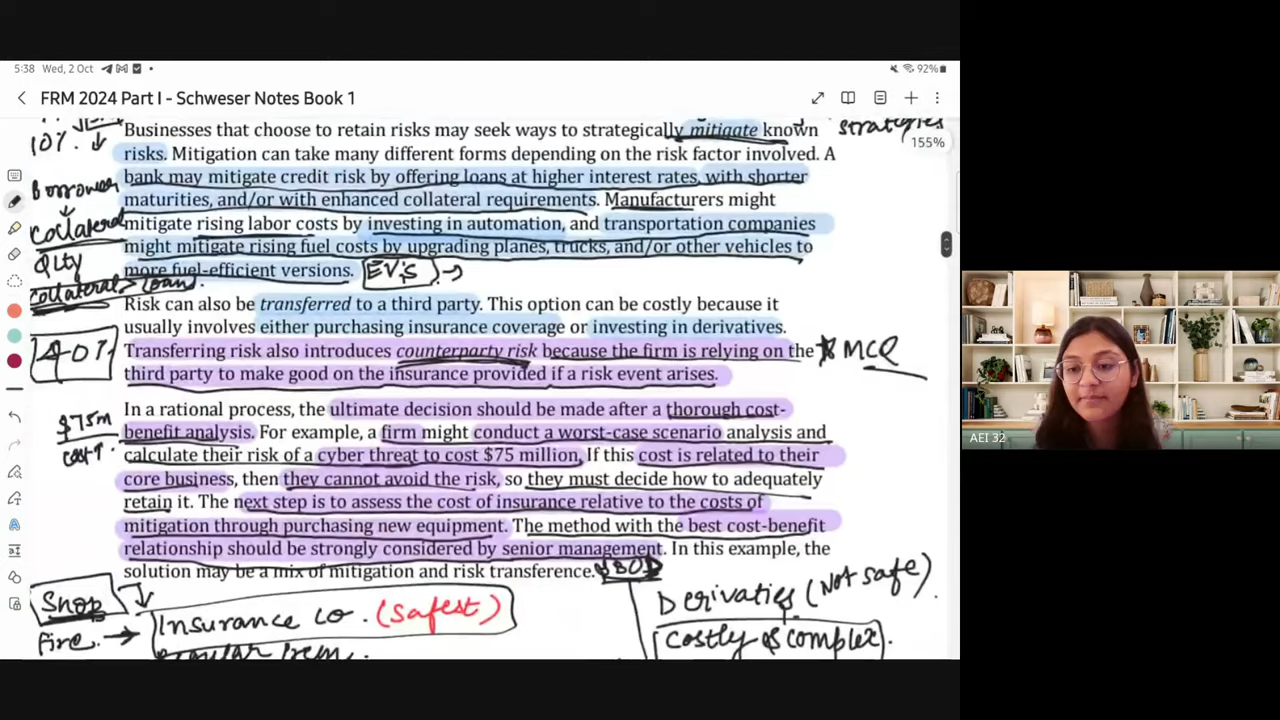 5:38 Wed, 2 Oct
92%
FRM 2024 Part I - Schweser Notes Book 1
155%
strategies
10%. ↓
Businesses that choose to retain risks may seek ways to strategically mitigate known
risks. Mitigation can take many different forms depending on the risk factor involved. A
bank may mitigate credit risk by offering loans at higher interest rates, with shorter
maturities, and/or with enhanced collateral requirements. Manufacturers might
mitigate rising labor costs by investing in automation, and transportation companies
might mitigate rising fuel costs by upgrading planes, trucks, and/or other vehicles to
more fuel-efficient versions.
EV's →
Borrower
↓
Collateral
Qlty
Collateral > Loan.
Risk can also be transferred to a third party. This option can be costly because it
usually involves either purchasing insurance coverage or investing in derivatives.
Transferring risk also introduces counterparty risk because the firm is relying on the
third party to make good on the insurance provided if a risk event arises.
40%
MCQ
In a rational process, the ultimate decision should be made after a thorough cost-
benefit analysis. For example, a firm might conduct a worst-case scenario analysis and
calculate their risk of a cyber threat to cost $75 million. If this cost is related to their
core business, then they cannot avoid the risk, so they must decide how to adequately
retain it. The next step is to assess the cost of insurance relative to the costs of
mitigation through purchasing new equipment. The method with the best cost-benefit
relationship should be strongly considered by senior management. In this example, the
solution may be a mix of mitigation and risk transference.
$75m
cost↑.
BOD
Shop
fire. →
Insurance co. (Safest)
regular prem.
Derivaties (Not safe).
Costly & complex.
AEI 32